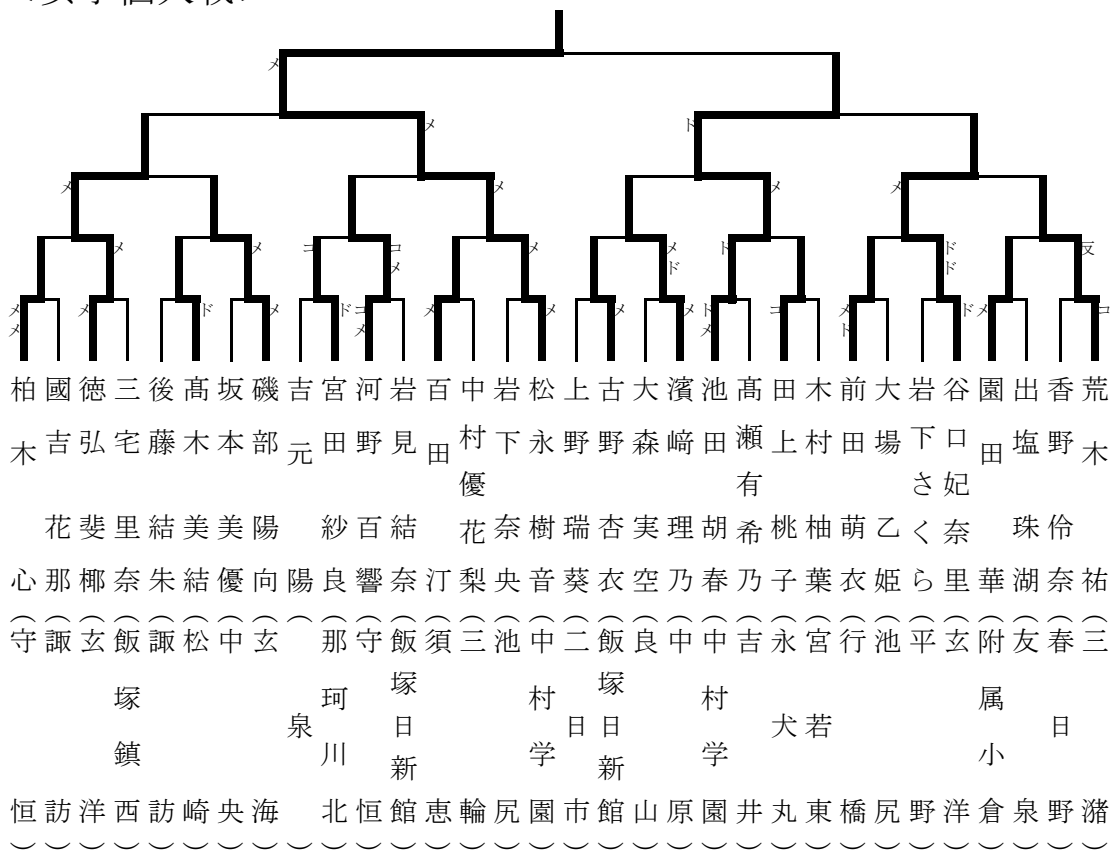 メ
メ ド
メ メ メ メ
メ メ コ コメ メ メド ド ドド 反
メメ メ ド メ ド コメ メ メ メ メ ドメ コ メド ド メ コ
柏木 心(守恒)
國吉 花那(諏訪)
徳弘 斐椰(玄洋)
三宅 里奈(飯塚鎮西)
後藤 結朱(諏訪)
髙木 美結(松崎)
坂本 美優(中央)
磯部 陽向(玄海)
吉元 陽(泉)
宮田 紗良(那珂川北)
河野 百響(守恒)
岩見 結奈(飯塚日新館)
百田 汀(須恵)
中村優花梨(三輪)
岩下 奈央(池尻)
松永 樹音(中村学園)
上野 瑞葵(二日市)
古野 杏衣(飯塚日新館)
大森 実空(良山)
濱﨑 理乃(中原)
池田 胡春(中村学園)
髙瀬有希乃(吉井)
田上 桃子(永犬丸)
木村 柚葉(宮若東)
前田 萌衣(行橋)
大場 乙姫(池尻)
岩下さくら(平野)
谷口妃奈里(玄洋)
園田 華(附属小倉)
出塩 珠湖(友泉)
香野 伶奈(春日野)
荒木 祐(三潴)